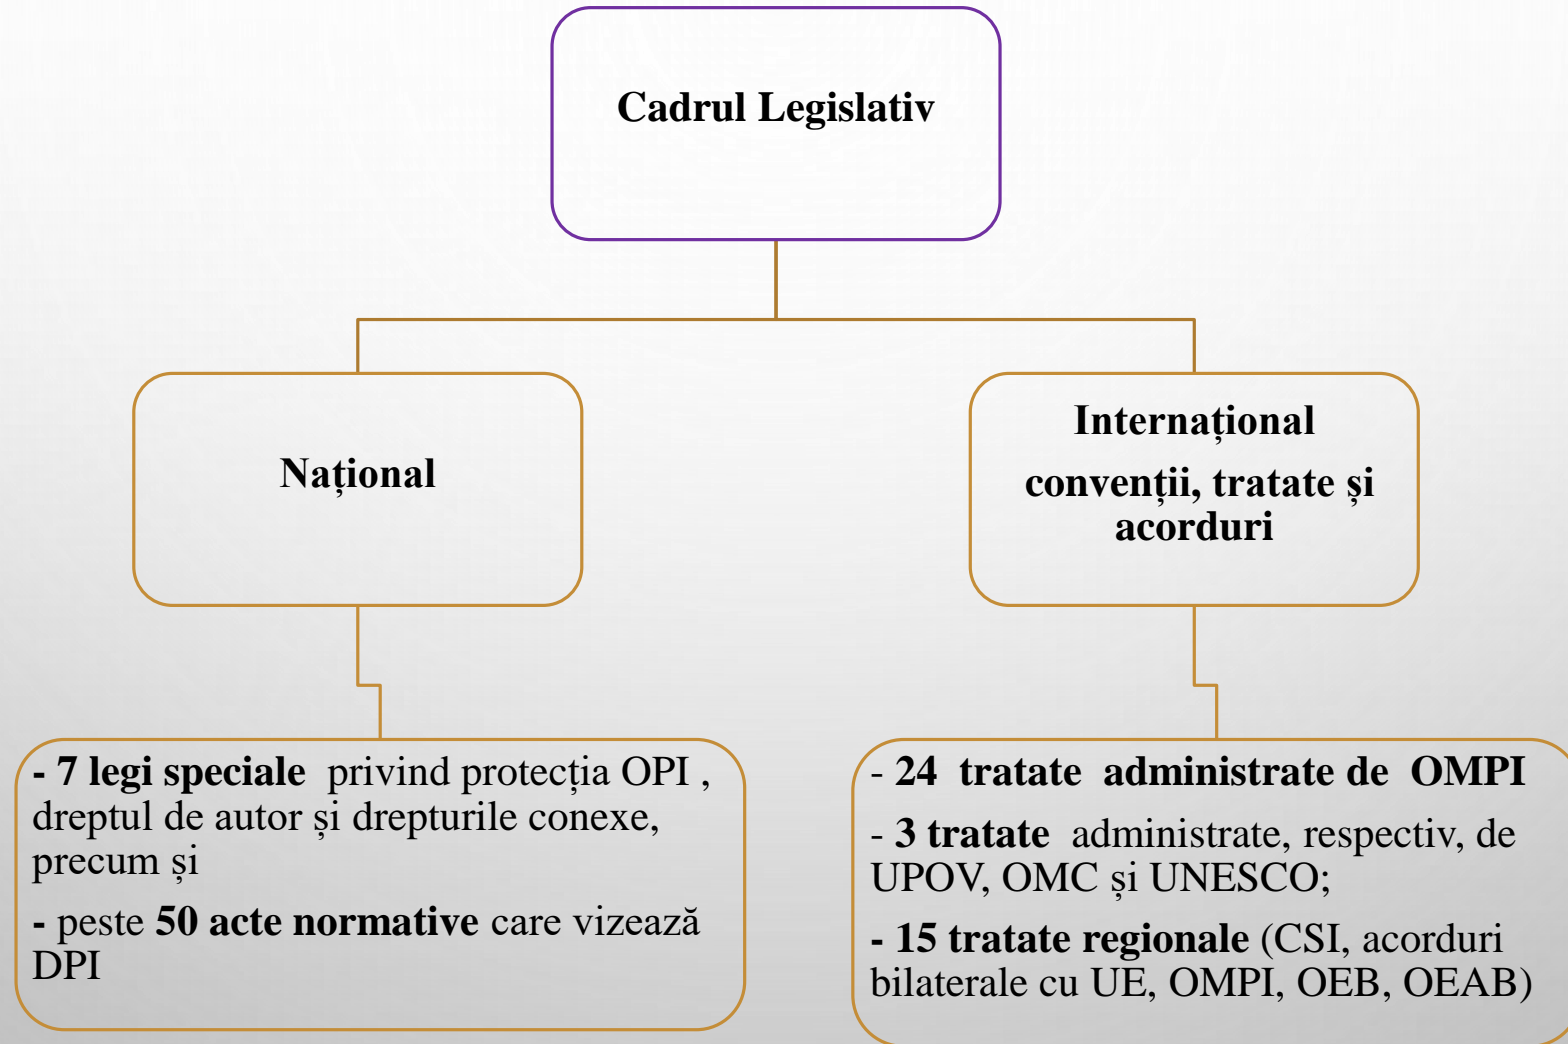 Cadrul Legislativ
Național
Internațional
convenții, tratate și
acorduri
- 7 legi speciale privind protecția OPI ,
dreptul de autor și drepturile conexe,
precum și
- peste 50 acte normative care vizează
DPI
- 24 tratate administrate de OMPI
- 3 tratate administrate, respectiv, de
UPOV, OMC și UNESCO;
- 15 tratate regionale (CSI, acorduri
bilaterale cu UE, OMPI, OEB, OEAB)